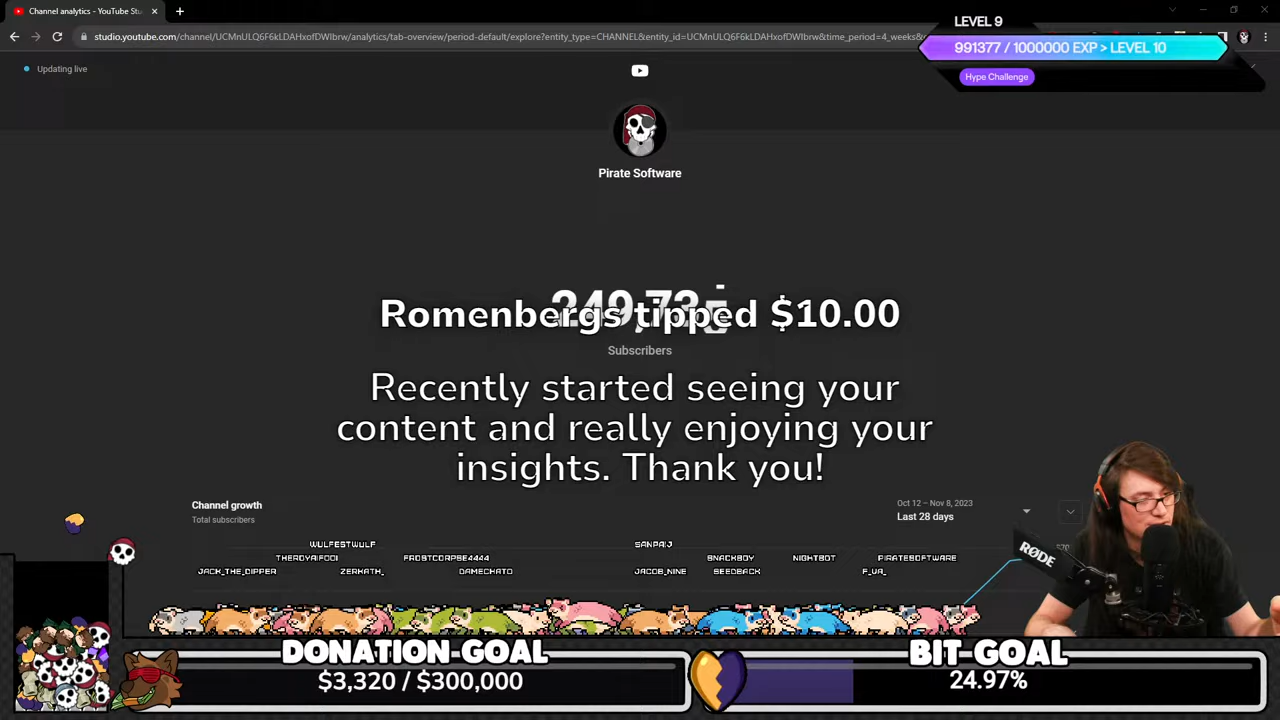 Channel analytics - YouTube Stu
LEVEL 9
studio.youtube.com/channel/UCMnULQ6F6kLDAHxofDWIbrw/analytics/tab-overview/period-default/explore?entity_type=CHANNEL&entity_id=UCMnULQ6F6kLDAHxofDWIbrw&time_period=4_weeks&
991377 / 1000000 EXP > LEVEL 10
Updating live
Hype Challenge
Pirate Software
Romenbergs tipped $10.00
Subscribers
Recently started seeing your
content and really enjoying your
insights. Thank you!
Channel growth
Total subscribers
Oct 12 – Nov 8, 2023
Last 28 days
WULFESTWULF
SANPAIJ
FROSTCORPSE4444
SNACKBOY
NIGHTBOT
PIRATESOFTWARE
JACK_THE_DIPPER
ZERKATH_
DAMECHATO
JACOB_NINE
SEEDBACK
F_VA_
RØDE
DONATION GOAL
$3,320 / $300,000
BIT GOAL
24.97%